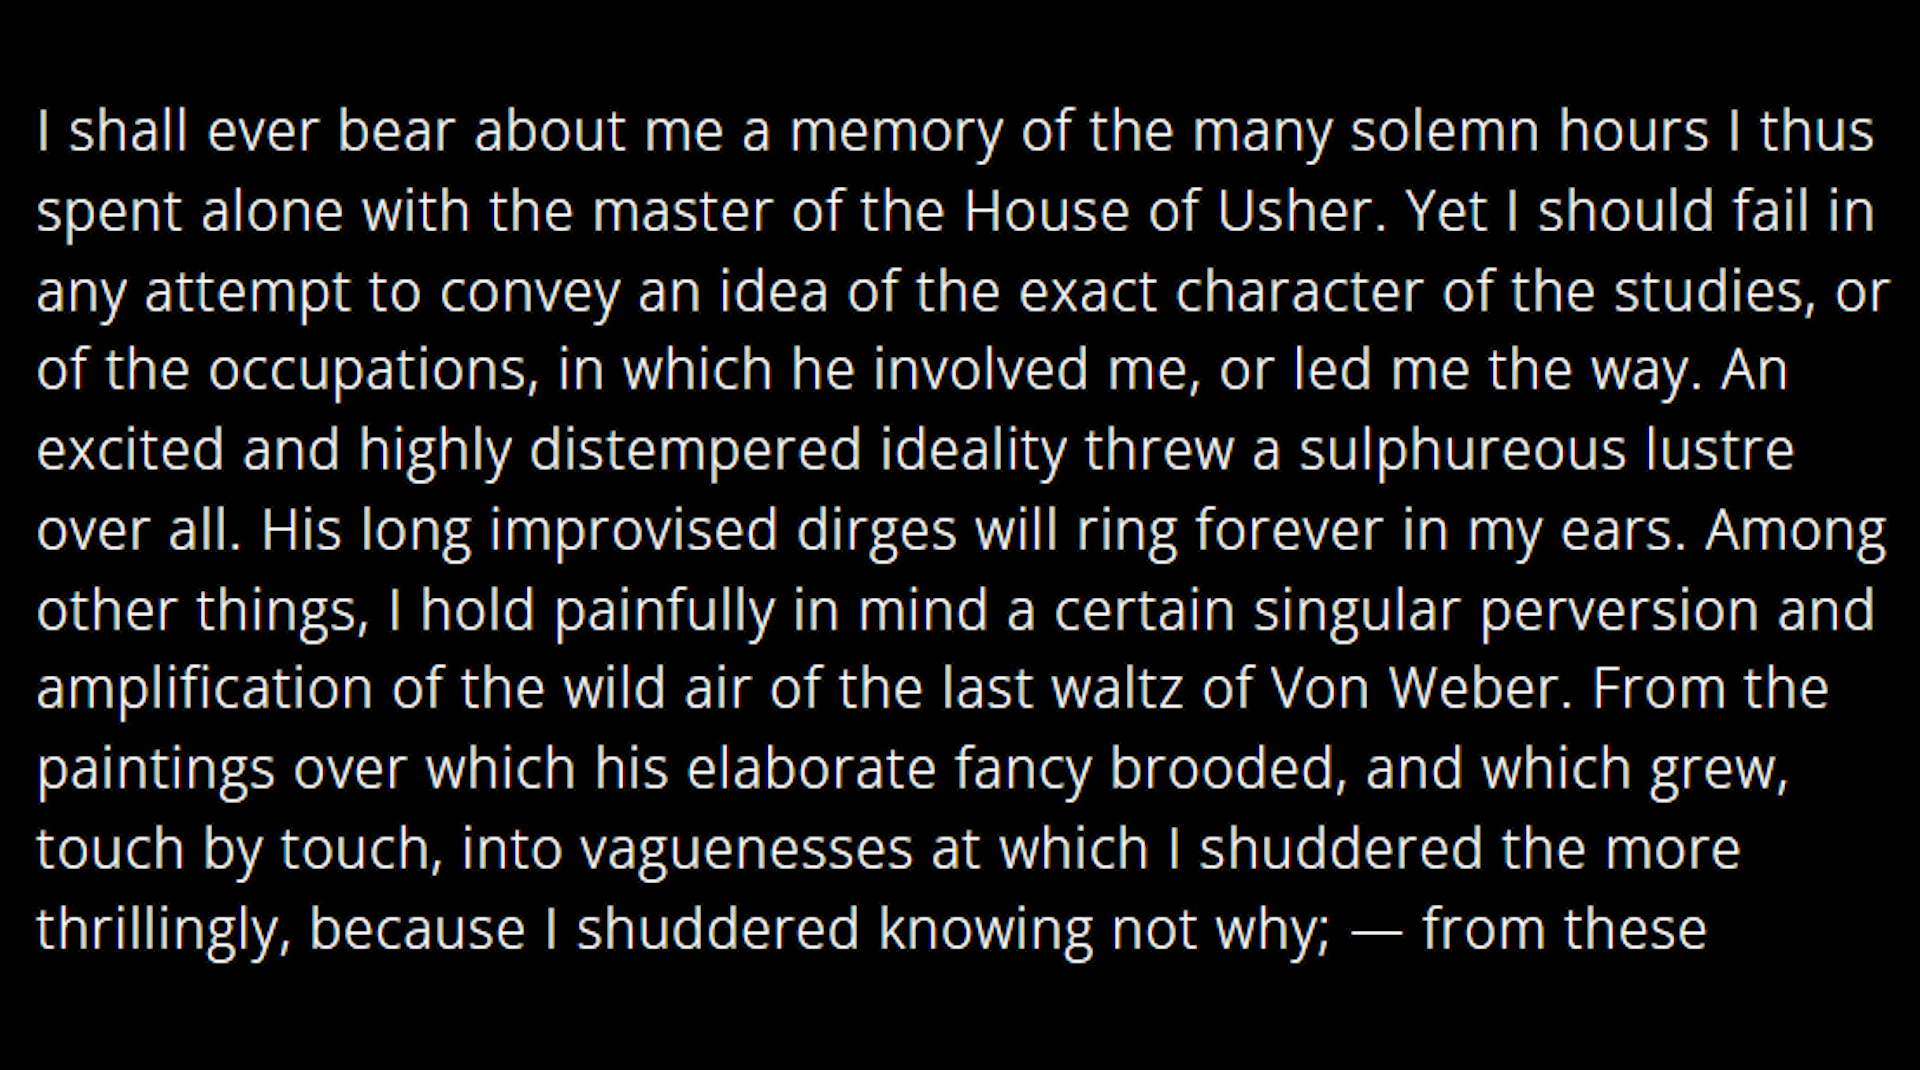 I shall ever bear about me a memory of the many solemn hours I thus
spent alone with the master of the House of Usher. Yet I should fail in
any attempt to convey an idea of the exact character of the studies, or
of the occupations, in which he involved me, or led me the way. An
excited and highly distempered ideality threw a sulphureous lustre
over all. His long improvised dirges will ring forever in my ears. Among
other things, I hold painfully in mind a certain singular perversion and
amplification of the wild air of the last waltz of Von Weber. From the
paintings over which his elaborate fancy brooded, and which grew,
touch by touch, into vaguenesses at which I shuddered the more
thrillingly, because I shuddered knowing not why; — from these